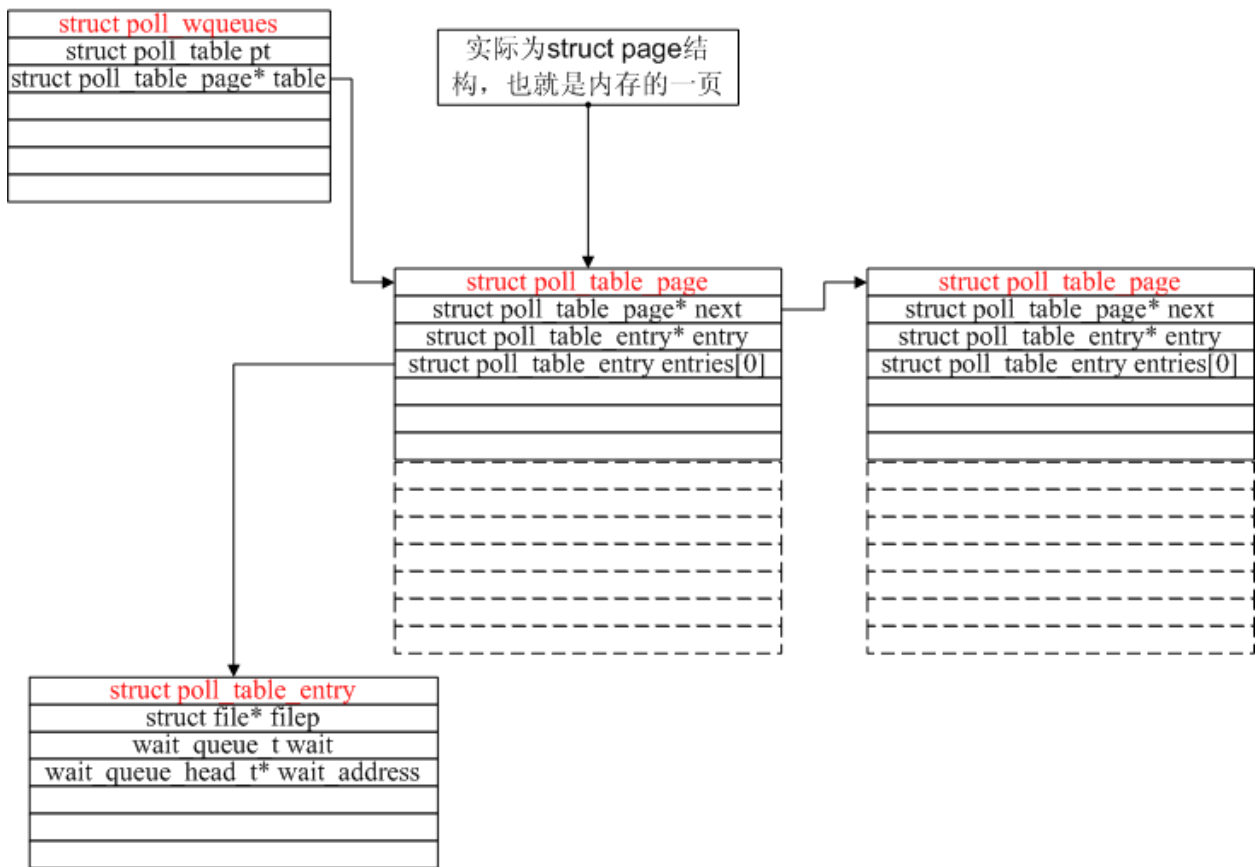 struct poll_wqueues
struct poll_table pt
struct poll_table_page* table
实际为struct page结
构，也就是内存的一页
struct poll_table_page
struct poll_table_page* next
struct poll_table_entry* entry
struct poll_table_entry entries[0]
struct poll_table_page
struct poll_table_page* next
struct poll_table_entry* entry
struct poll_table_entry entries[0]
struct poll_table_entry
struct file* filep
wait_queue_t wait
wait_queue_head_t* wait_address